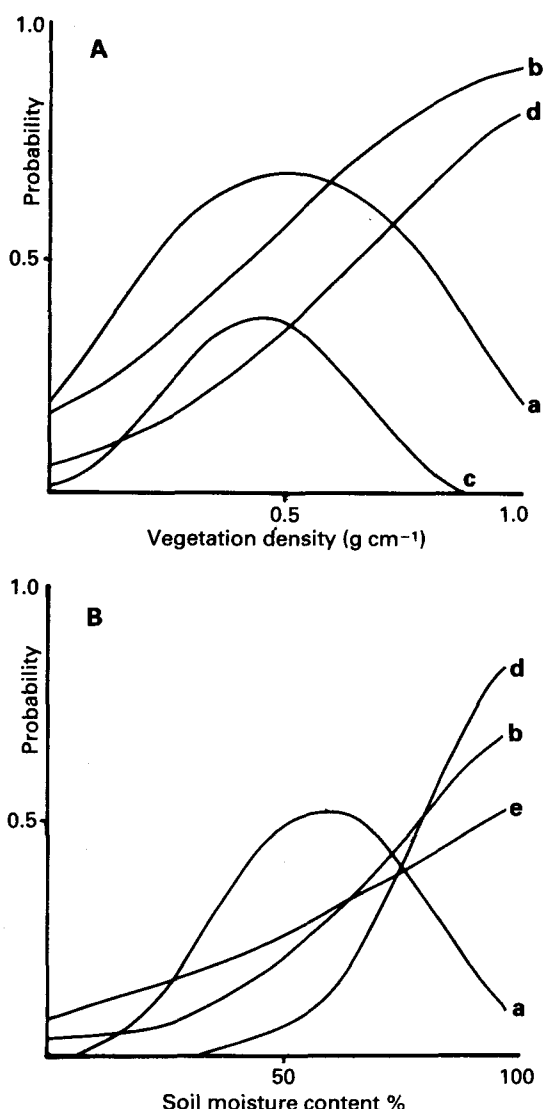 1.0
A
b
d
Probability
0.5
a
c
0.5 1.0
Vegetation density (g cm⁻¹)
1.0
B
d
Probability
b
e
0.5
a
50 100
Soil moisture content %